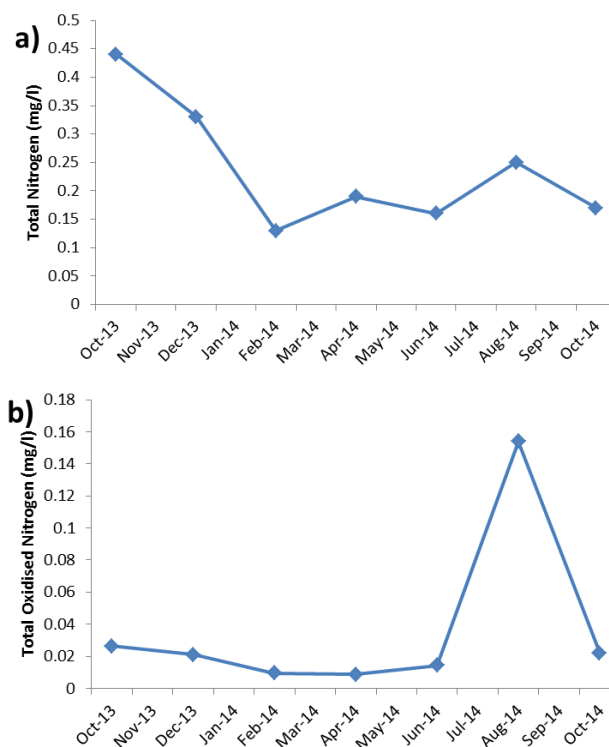 a)
Total Nitrogen (mg/l)
0.5
0.45
0.4
0.35
0.3
0.25
0.2
0.15
0.1
0.05
0
Oct-13
Nov-13
Dec-13
Jan-14
Feb-14
Mar-14
Apr-14
May-14
Jun-14
Jul-14
Aug-14
Sep-14
Oct-14
b)
Total Oxidised Nitrogen (mg/l)
0.18
0.16
0.14
0.12
0.1
0.08
0.06
0.04
0.02
0
Oct-13
Nov-13
Dec-13
Jan-14
Feb-14
Mar-14
Apr-14
May-14
Jun-14
Jul-14
Aug-14
Sep-14
Oct-14